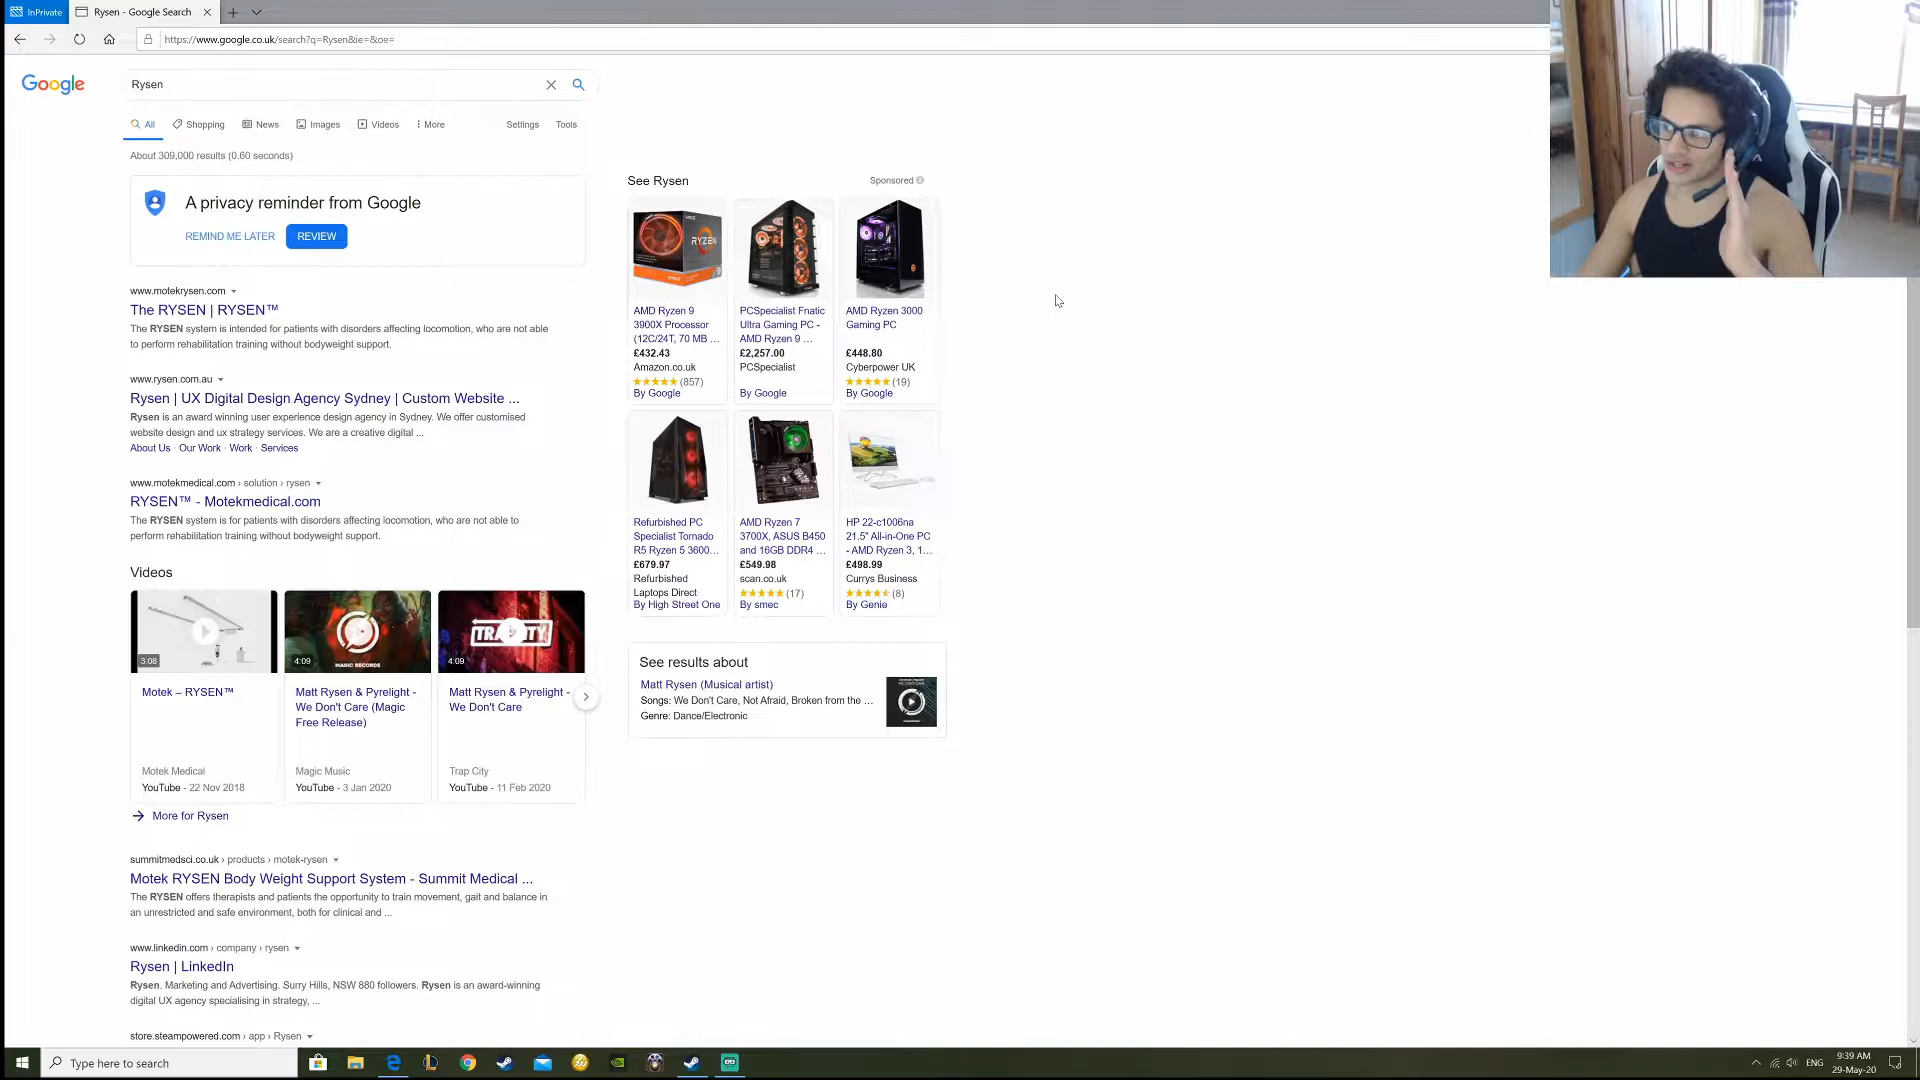 InPrivate
Rysen - Google Search
https://www.google.co.uk/search?q=Rysen&ie=&oe=
Google
Rysen
All
Shopping
News
Images
Videos
More
Settings
Tools
About 309,000 results (0.60 seconds)
A privacy reminder from Google
REMIND ME LATER
REVIEW
www.motekrysen.com
The RYSEN | RYSEN™
The RYSEN system is intended for patients with disorders affecting locomotion, who are not able
to perform rehabilitation training without bodyweight support.
www.rysen.com.au
Rysen | UX Digital Design Agency Sydney | Custom Website ...
Rysen is an award winning user experience design agency in Sydney. We offer customised
website design and ux strategy services. We are a creative digital ...
About Us · Our Work · Work · Services
www.motekmedical.com › solution › rysen
RYSEN™ - Motekmedical.com
The RYSEN system is for patients with disorders affecting locomotion, who are not able to
perform rehabilitation training without bodyweight support.
Videos
3:08
Motek – RYSEN™
Motek Medical
YouTube - 22 Nov 2018
MAGIC RECORDS
4:09
Matt Rysen & Pyrelight -
We Don't Care (Magic
Free Release)
Magic Music
YouTube - 3 Jan 2020
TRAP CITY
4:09
Matt Rysen & Pyrelight -
We Don't Care
Trap City
YouTube - 11 Feb 2020
More for Rysen
summitmedsci.co.uk › products › motek-rysen
Motek RYSEN Body Weight Support System - Summit Medical ...
The RYSEN offers therapists and patients the opportunity to train movement, gait and balance in
an unrestricted and safe environment, both for clinical and ...
www.linkedin.com › company › rysen
Rysen | LinkedIn
Rysen. Marketing and Advertising. Surry Hills, NSW 880 followers. Rysen is an award-winning
digital UX agency specialising in strategy, ...
store.steampowered.com › app › Rysen
See Rysen
Sponsored
RYZEN
AMD Ryzen 9
3900X Processor
(12C/24T, 70 MB ...
£432.43
Amazon.co.uk
(857)
By Google
PCSpecialist Fnatic
Ultra Gaming PC -
AMD Ryzen 9 ...
£2,257.00
PCSpecialist
By Google
AMD Ryzen 3000
Gaming PC
£448.80
Cyberpower UK
(19)
By Google
Refurbished PC
Specialist Tornado
R5 Ryzen 5 3600...
£679.97
Refurbished
Laptops Direct
By High Street One
AMD Ryzen 7
3700X, ASUS B450
and 16GB DDR4 ...
£549.98
scan.co.uk
(17)
By smec
HP 22-c1006na
21.5" All-in-One PC
- AMD Ryzen 3, 1...
£498.99
Currys Business
(8)
By Genie
See results about
Matt Rysen (Musical artist)
Songs: We Don't Care, Not Afraid, Broken from the ...
Genre: Dance/Electronic
Type here to search
ENG
9:39 AM
29-May-20